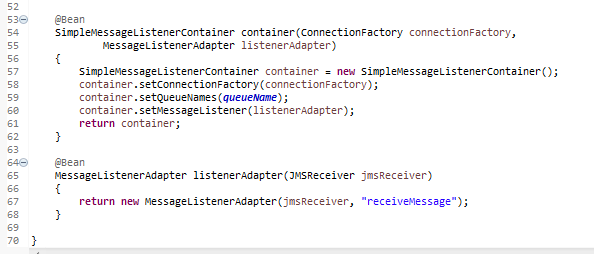 52
53 @Bean
54 SimpleMessageListenerContainer container(ConnectionFactory connectionFactory,
55 MessageListenerAdapter listenerAdapter)
56 {
57 SimpleMessageListenerContainer container = new SimpleMessageListenerContainer();
58 container.setConnectionFactory(connectionFactory);
59 container.setQueueNames(queueName);
60 container.setMessageListener(listenerAdapter);
61 return container;
62 }
63
64 @Bean
65 MessageListenerAdapter listenerAdapter(JMSReceiver jmsReceiver)
66 {
67 return new MessageListenerAdapter(jmsReceiver, "receiveMessage");
68 }
69
70 }